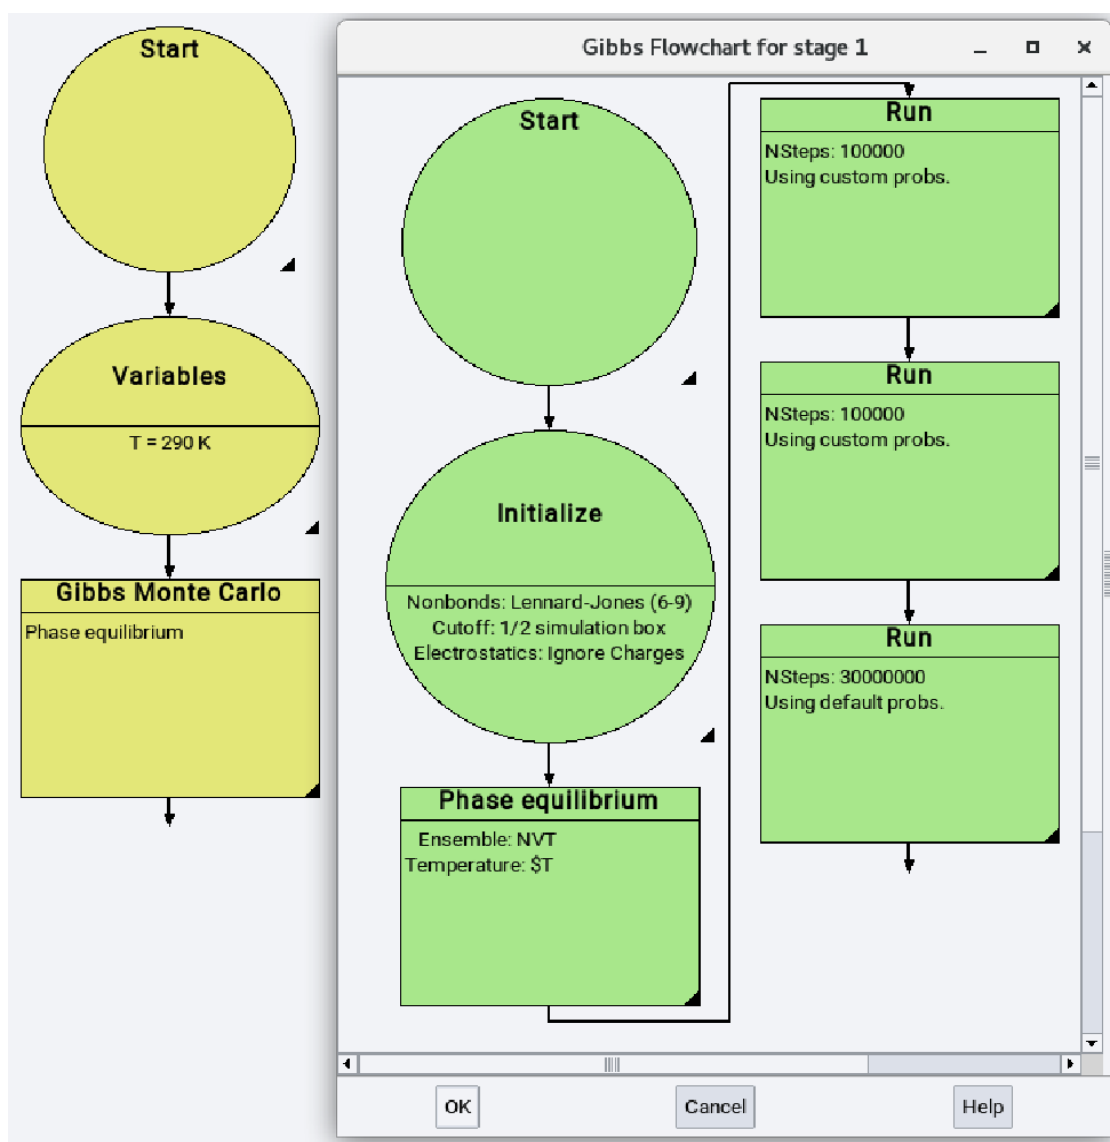 Start
Variables
T = 290 K
Gibbs Monte Carlo
Phase equilibrium
Gibbs Flowchart for stage 1
Start
Initialize
Nonbonds: Lennard-Jones (6-9)
Cutoff: 1/2 simulation box
Electrostatics: Ignore Charges
Phase equilibrium
Ensemble: NVT
Temperature: $T
Run
NSteps: 100000
Using custom probs.
Run
NSteps: 100000
Using custom probs.
Run
NSteps: 30000000
Using default probs.
OK
Cancel
Help